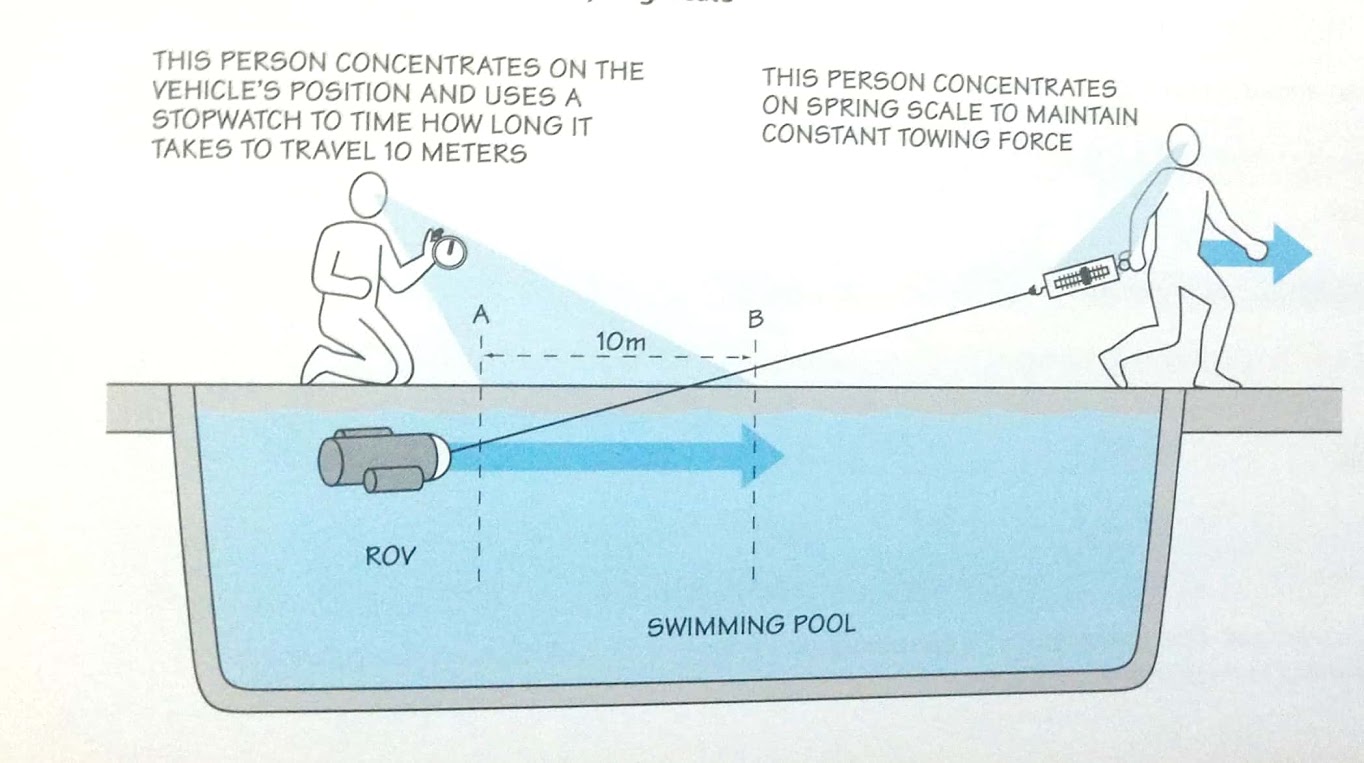 THIS PERSON CONCENTRATES ON THE
VEHICLE'S POSITION AND USES A
STOPWATCH TO TIME HOW LONG IT
TAKES TO TRAVEL 10 METERS
THIS PERSON CONCENTRATES
ON SPRING SCALE TO MAINTAIN
CONSTANT TOWING FORCE
A
B
10m
ROV
SWIMMING POOL